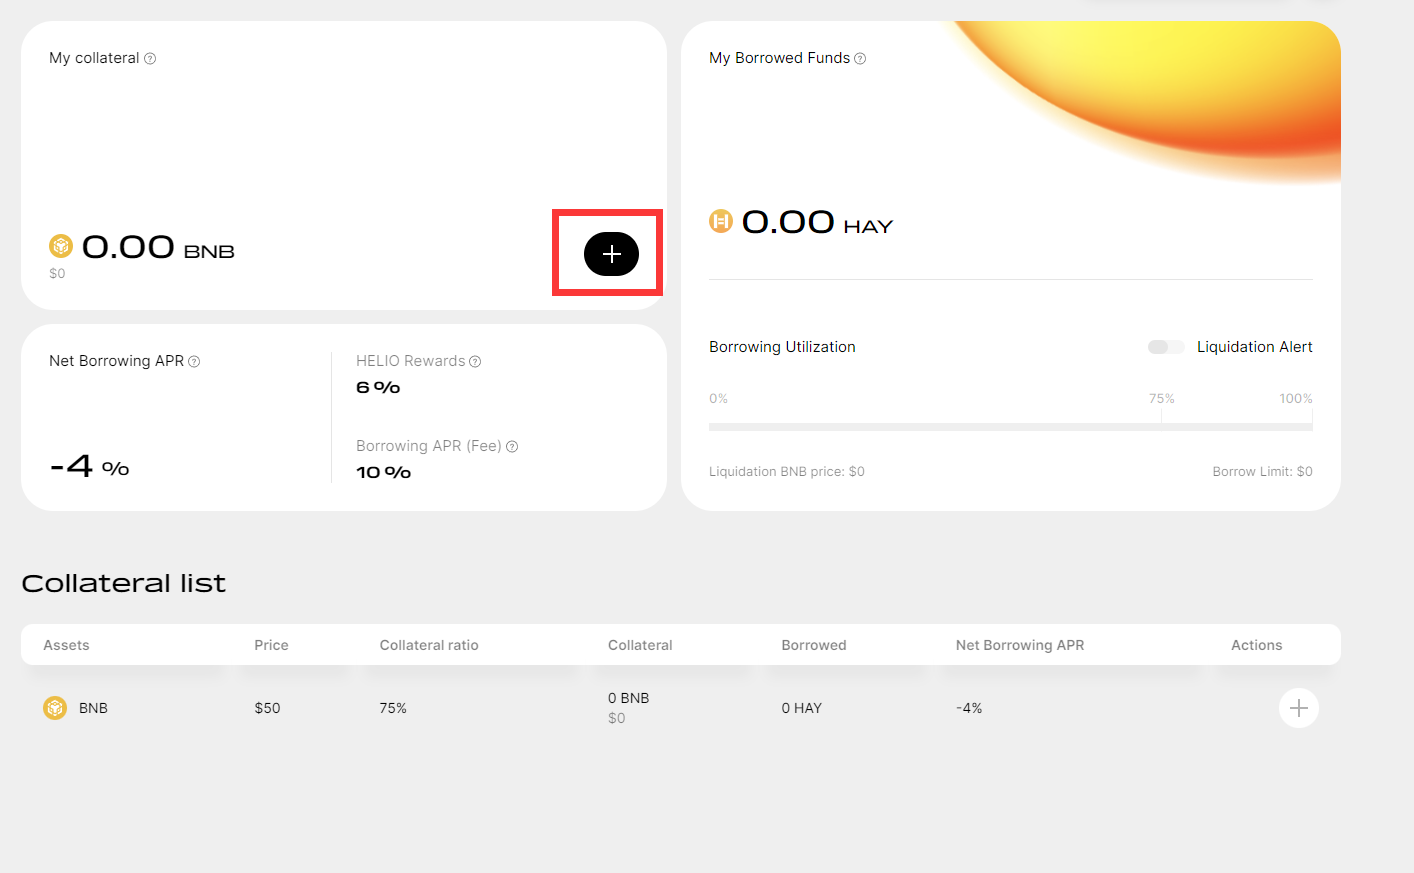 My collateral
0.00 BNB
$0
Net Borrowing APR
-4 %
HELIO Rewards
6 %
Borrowing APR (Fee)
10 %
My Borrowed Funds
0.00 HAY
Borrowing Utilization
Liquidation Alert
0% 75% 100%
Liquidation BNB price: $0
Borrow Limit: $0
Collateral list
Assets Price Collateral ratio Collateral Borrowed Net Borrowing APR Actions
BNB $50 75% 0 BNB 0 HAY -4%
$0